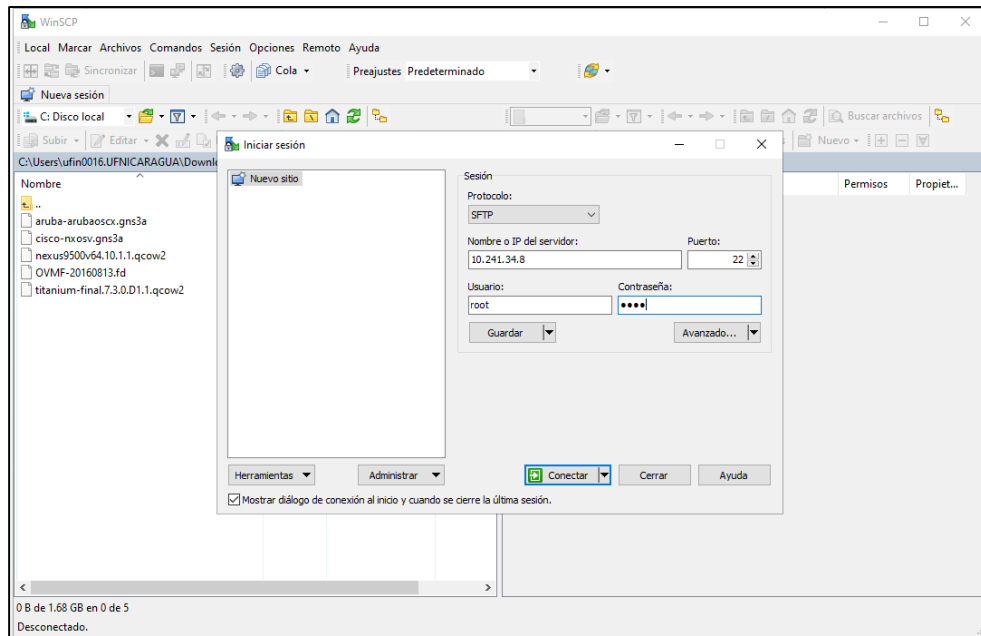 WinSCP
Local Marcar Archivos Comandos Sesión Opciones Remoto Ayuda
Sincronizar Cola Preajustes Predeterminado
Nueva sesión
C: Disco local Buscar archivos
Subir Editar Nuevo
Iniciar sesión
C:\Users\ufin0016.UFNICARAGUA\Downl
Nombre Permisos Propiet...
..
aruba-arubaoscx.gns3a
cisco-nxosv.gns3a
nexus9500v64.10.1.1.qcow2
OVMF-20160813.fd
titanium-final.7.3.0.D1.1.qcow2
Nuevo sitio
Sesión
Protocolo:
SFTP
Nombre o IP del servidor: Puerto:
10.241.34.8 22
Usuario: Contraseña:
root ••••
Guardar Avanzado...
Herramientas Administrar Conectar Cerrar Ayuda
Mostrar diálogo de conexión al inicio y cuando se cierre la última sesión.
0 B de 1.68 GB en 0 de 5
Desconectado.